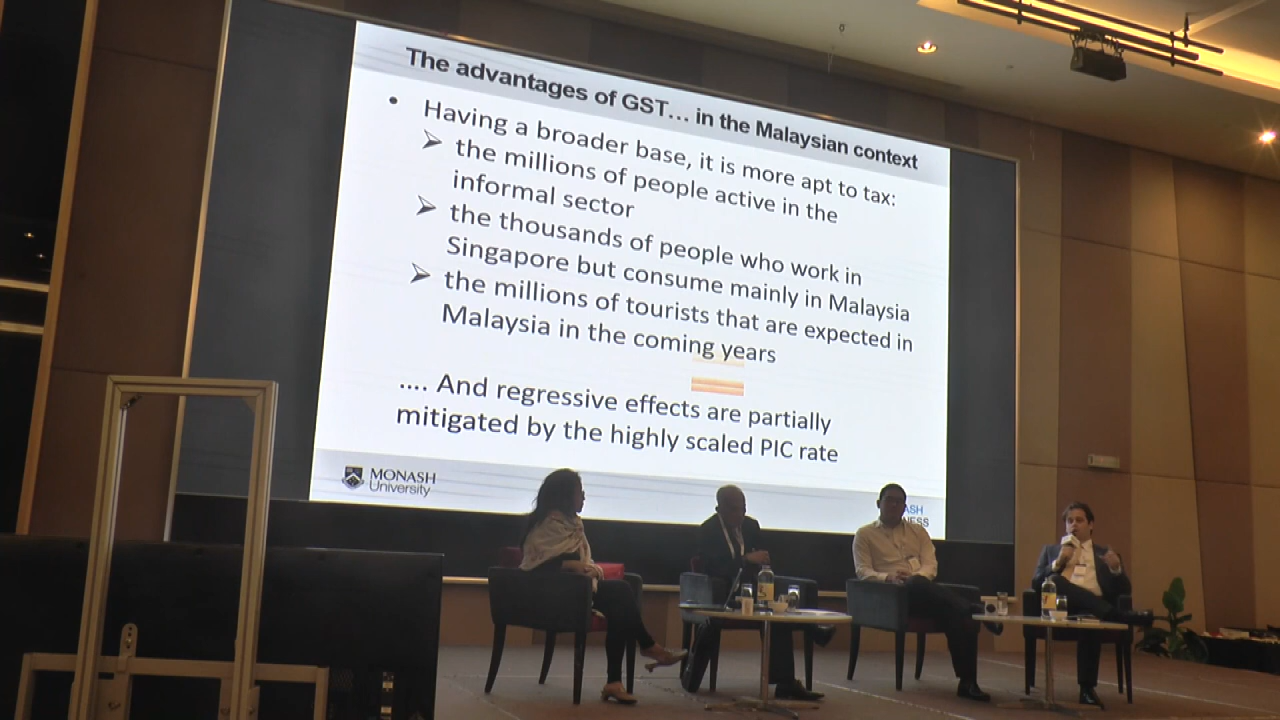 The advantages of GST... in the Malaysian context
• Having a broader base, it is more apt to tax:
➢ the millions of people active in the
informal sector
➢ the thousands of people who work in
Singapore but consume mainly in Malaysia
➢ the millions of tourists that are expected in
Malaysia in the coming years
.... And regressive effects are partially
mitigated by the highly scaled PIC rate
MONASH
University
ASH
NESS